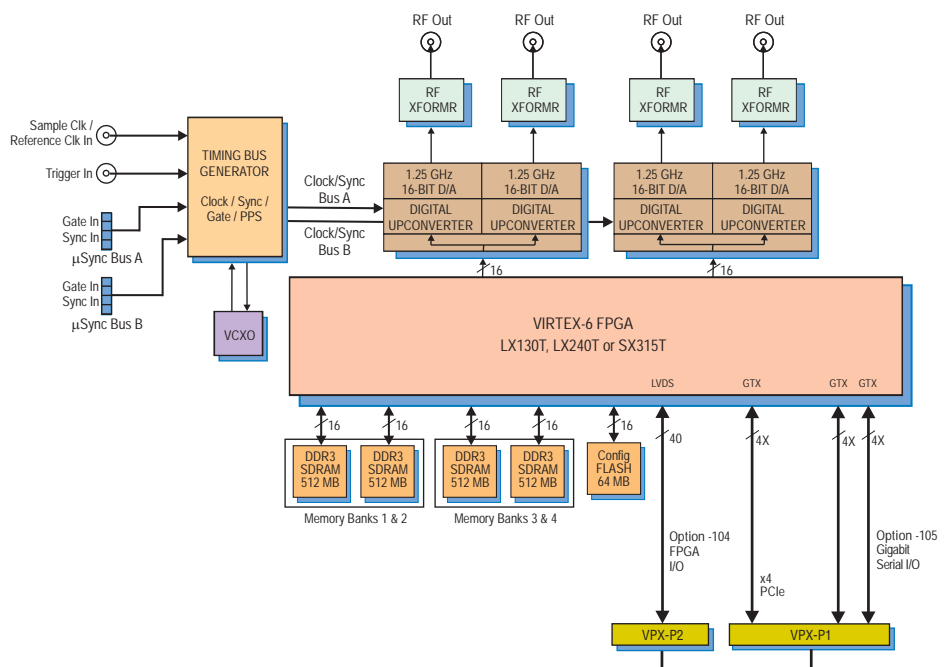 RF Out
RF Out
RF Out
RF Out
RF
XFORMR
RF
XFORMR
RF
XFORMR
RF
XFORMR
Sample Clk /
Reference Clk In
Trigger In
Gate In
Sync In
µSync Bus A
Gate In
Sync In
µSync Bus B
TIMING BUS
GENERATOR
Clock / Sync /
Gate / PPS
VCXO
Clock/Sync
Bus A
Clock/Sync
Bus B
1.25 GHz
16-BIT D/A
1.25 GHz
16-BIT D/A
DIGITAL
UPCONVERTER
DIGITAL
UPCONVERTER
1.25 GHz
16-BIT D/A
1.25 GHz
16-BIT D/A
DIGITAL
UPCONVERTER
DIGITAL
UPCONVERTER
16
16
VIRTEX-6 FPGA
LX130T, LX240T or SX315T
LVDS
GTX
GTX
GTX
16
16
16
16
16
40
4X
4X
4X
DDR3
SDRAM
512 MB
DDR3
SDRAM
512 MB
DDR3
SDRAM
512 MB
DDR3
SDRAM
512 MB
Config
FLASH
64 MB
Memory Banks 1 & 2
Memory Banks 3 & 4
Option -104
FPGA
I/O
x4
PCIe
Option -105
Gigabit
Serial I/O
VPX-P2
VPX-P1